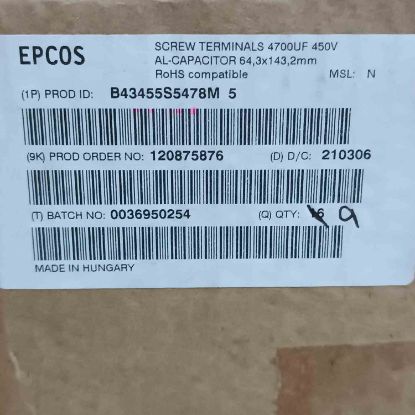 EPCOS
SCREW TERMINALS 4700UF 450V
AL-CAPACITOR 64,3x143,2mm
RoHS compatible MSL: N
(1P) PROD ID: B43455S5478M 5
(9K) PROD ORDER NO: 120875876 (D) D/C: 210306
(T) BATCH NO: 0036950254 (Q) QTY: 9
MADE IN HUNGARY